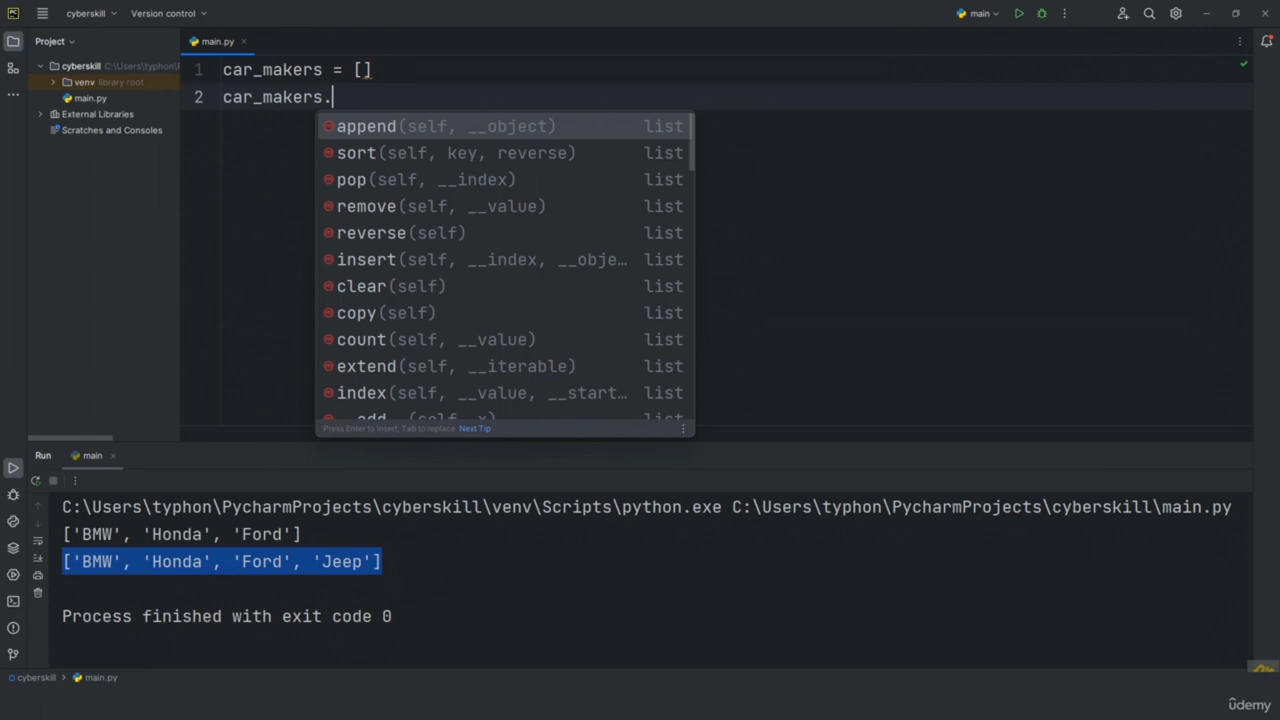 cyberskill
Version control
main
Project
main.py
cyberskill C:\Users\typhon\P
venv library root
main.py
External Libraries
Scratches and Consoles
1 car_makers = []
2 car_makers.
append(self, __object) list
sort(self, key, reverse) list
pop(self, __index) list
remove(self, __value) list
reverse(self) list
insert(self, __index, __obje… list
clear(self) list
copy(self) list
count(self, __value) list
extend(self, __iterable) list
index(self, __value, __start… list
__add__(self, x) list
Press Enter to insert, Tab to replace Next Tip
Run main
C:\Users\typhon\PycharmProjects\cyberskill\venv\Scripts\python.exe C:\Users\typhon\PycharmProjects\cyberskill\main.py
['BMW', 'Honda', 'Ford']
['BMW', 'Honda', 'Ford', 'Jeep']
Process finished with exit code 0
cyberskill > main.py
ûdemy